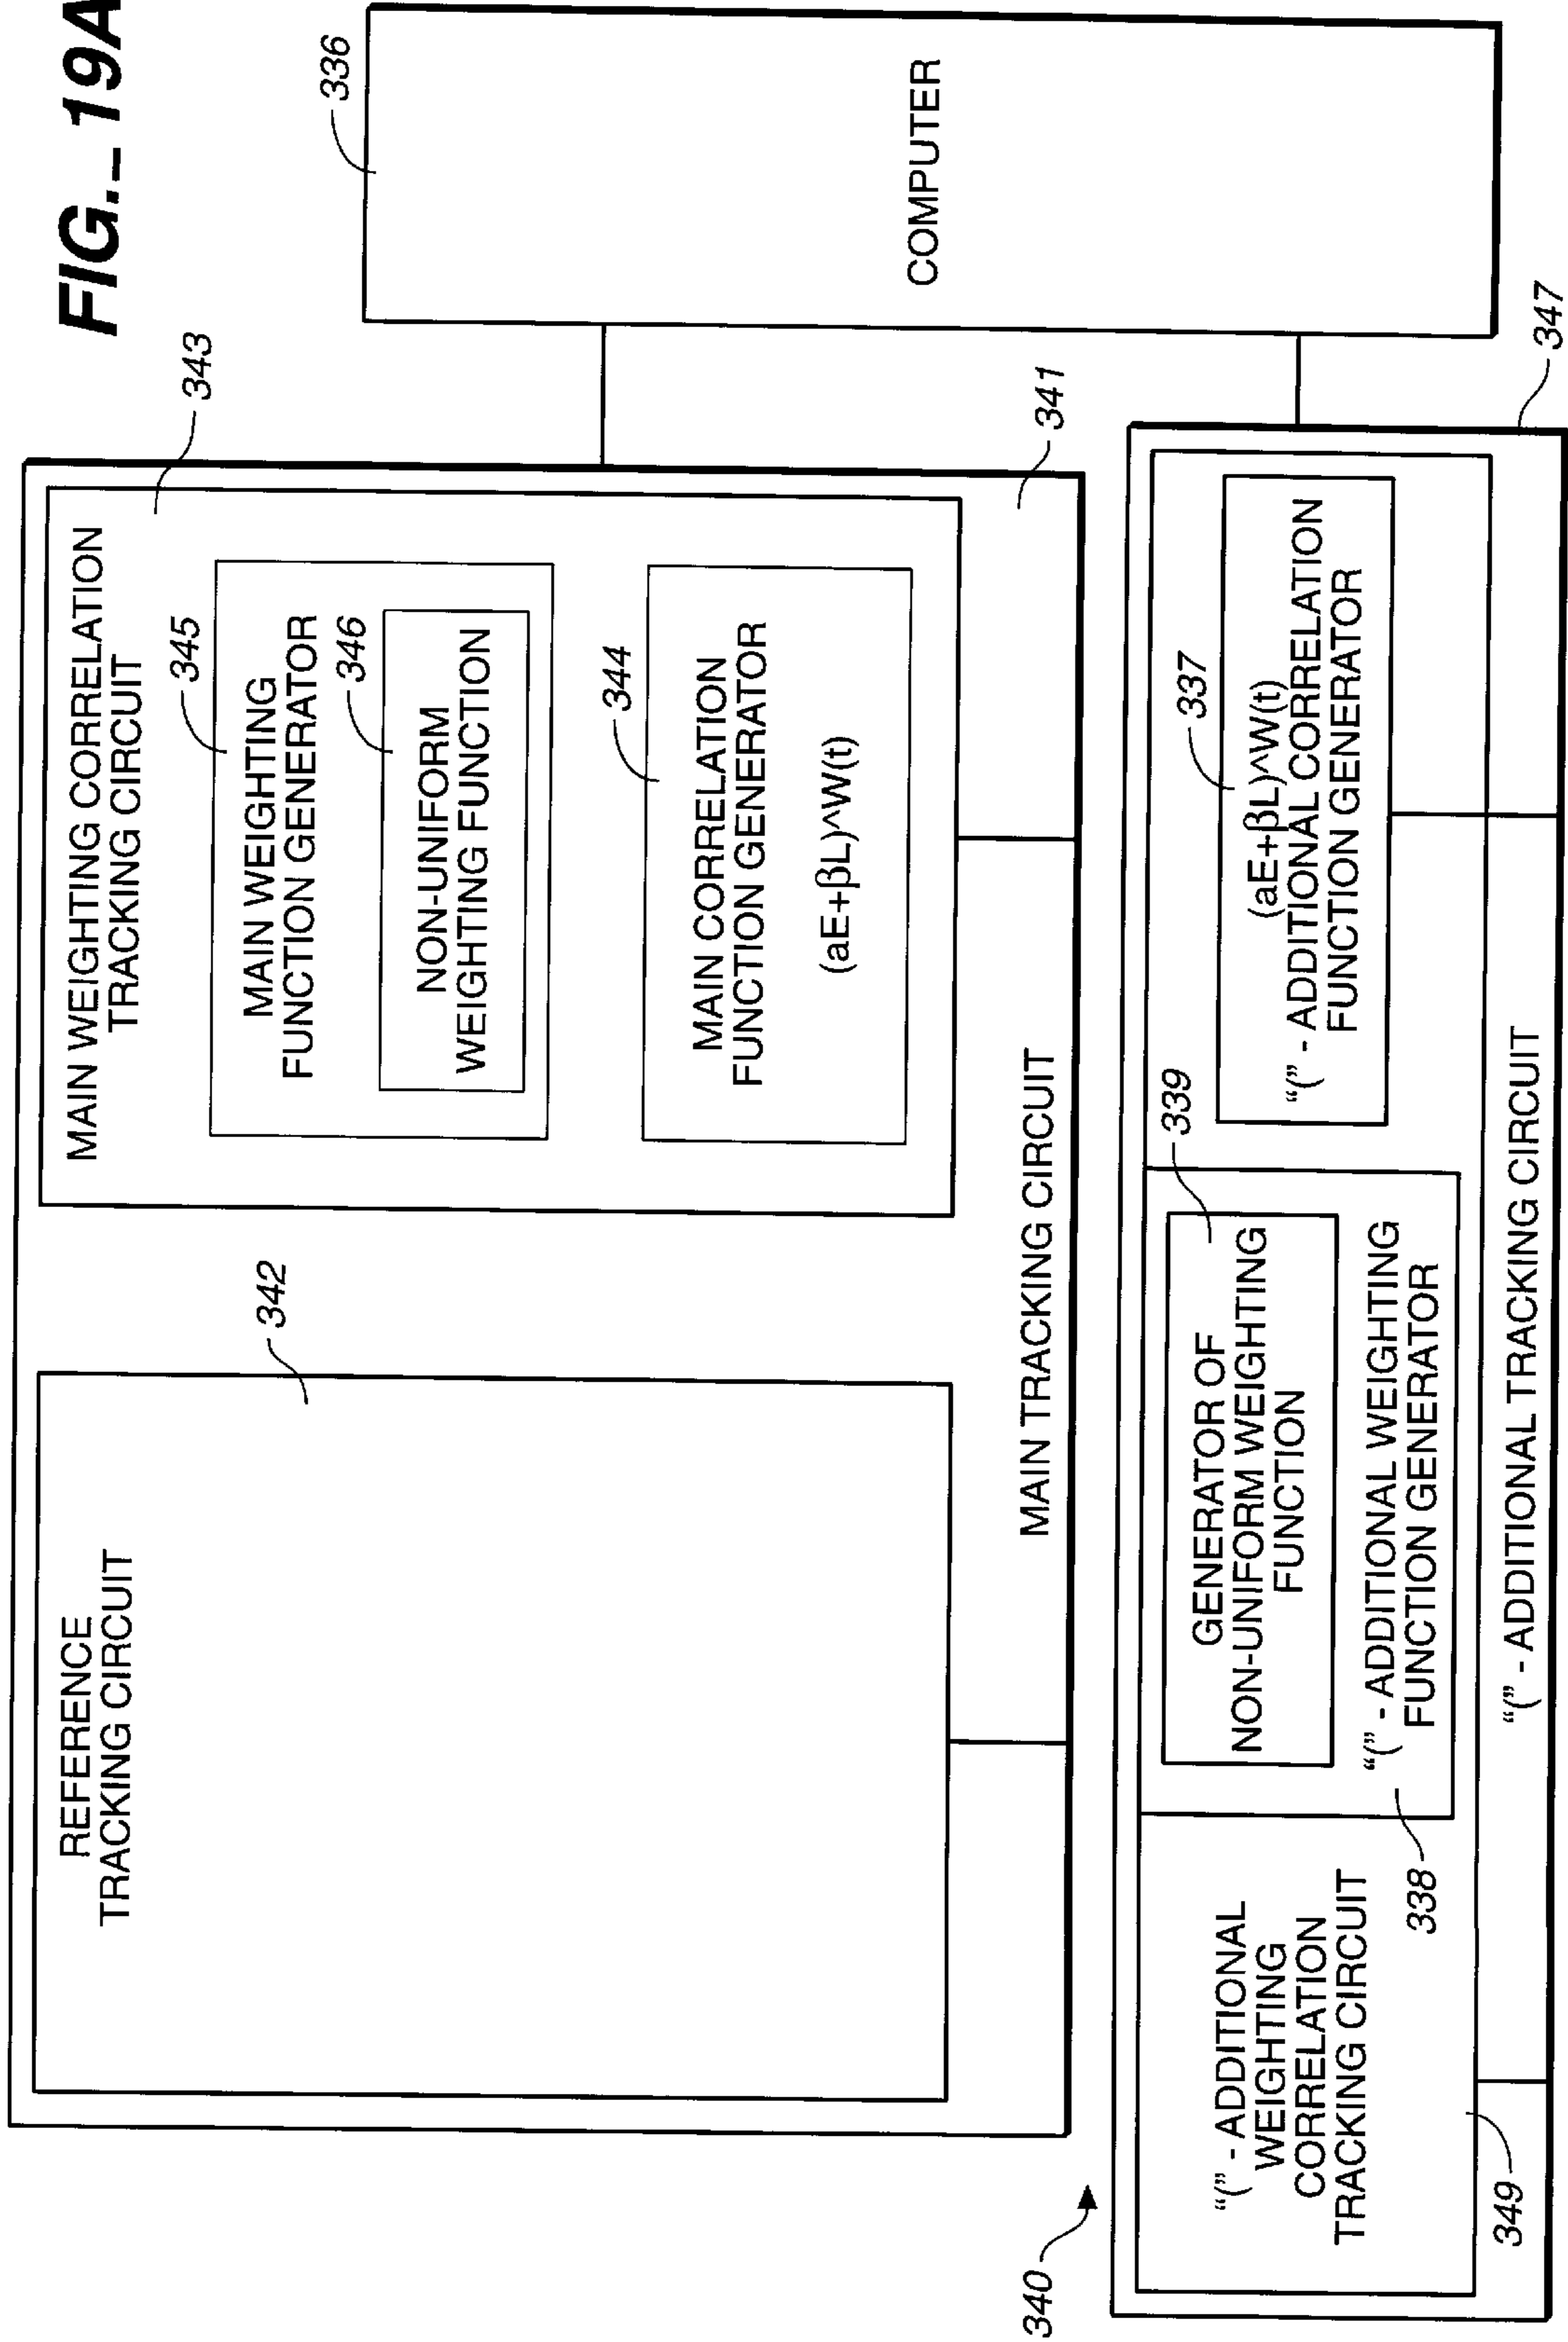 FIG._19A
336
COMPUTER
343
MAIN WEIGHTING CORRELATION
TRACKING CIRCUIT
345
MAIN WEIGHTING
FUNCTION GENERATOR
346
NON-UNIFORM
WEIGHTING FUNCTION
344
MAIN CORRELATION
FUNCTION GENERATOR
(aE+βL)^W(t)
341
REFERENCE
TRACKING CIRCUIT
342
MAIN TRACKING CIRCUIT
340
347
337
(aE+βL)^W(t)
“(” - ADDITIONAL CORRELATION
FUNCTION GENERATOR
339
GENERATOR OF
NON-UNIFORM WEIGHTING
FUNCTION
“(” - ADDITIONAL WEIGHTING
FUNCTION GENERATOR
338
“(” - ADDITIONAL
WEIGHTING
CORRELATION
TRACKING CIRCUIT
349
“(” - ADDITIONAL TRACKING CIRCUIT